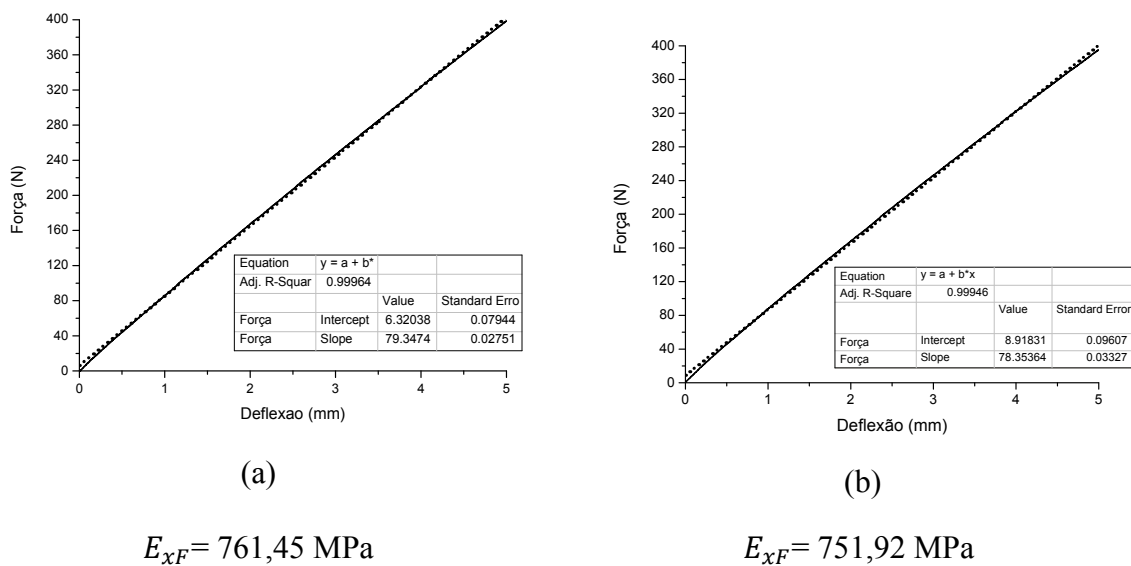 400
360
320
280
240
200
160
120
80
40
0
Força (N)
0 1 2 3 4 5
Deflexao (mm)
Equation y = a + b*
Adj. R-Squar 0.99964
Value Standard Erro
Força Intercept 6.32038 0.07944
Força Slope 79.3474 0.02751
(a)
E_xF= 761,45 MPa
400
360
320
280
240
200
160
120
80
40
0
Força (N)
0 1 2 3 4 5
Deflexão (mm)
Equation y = a + b*x
Adj. R-Square 0.99946
Value Standard Error
Força Intercept 8.91831 0.09607
Força Slope 78.35364 0.03327
(b)
E_xF= 751,92 MPa